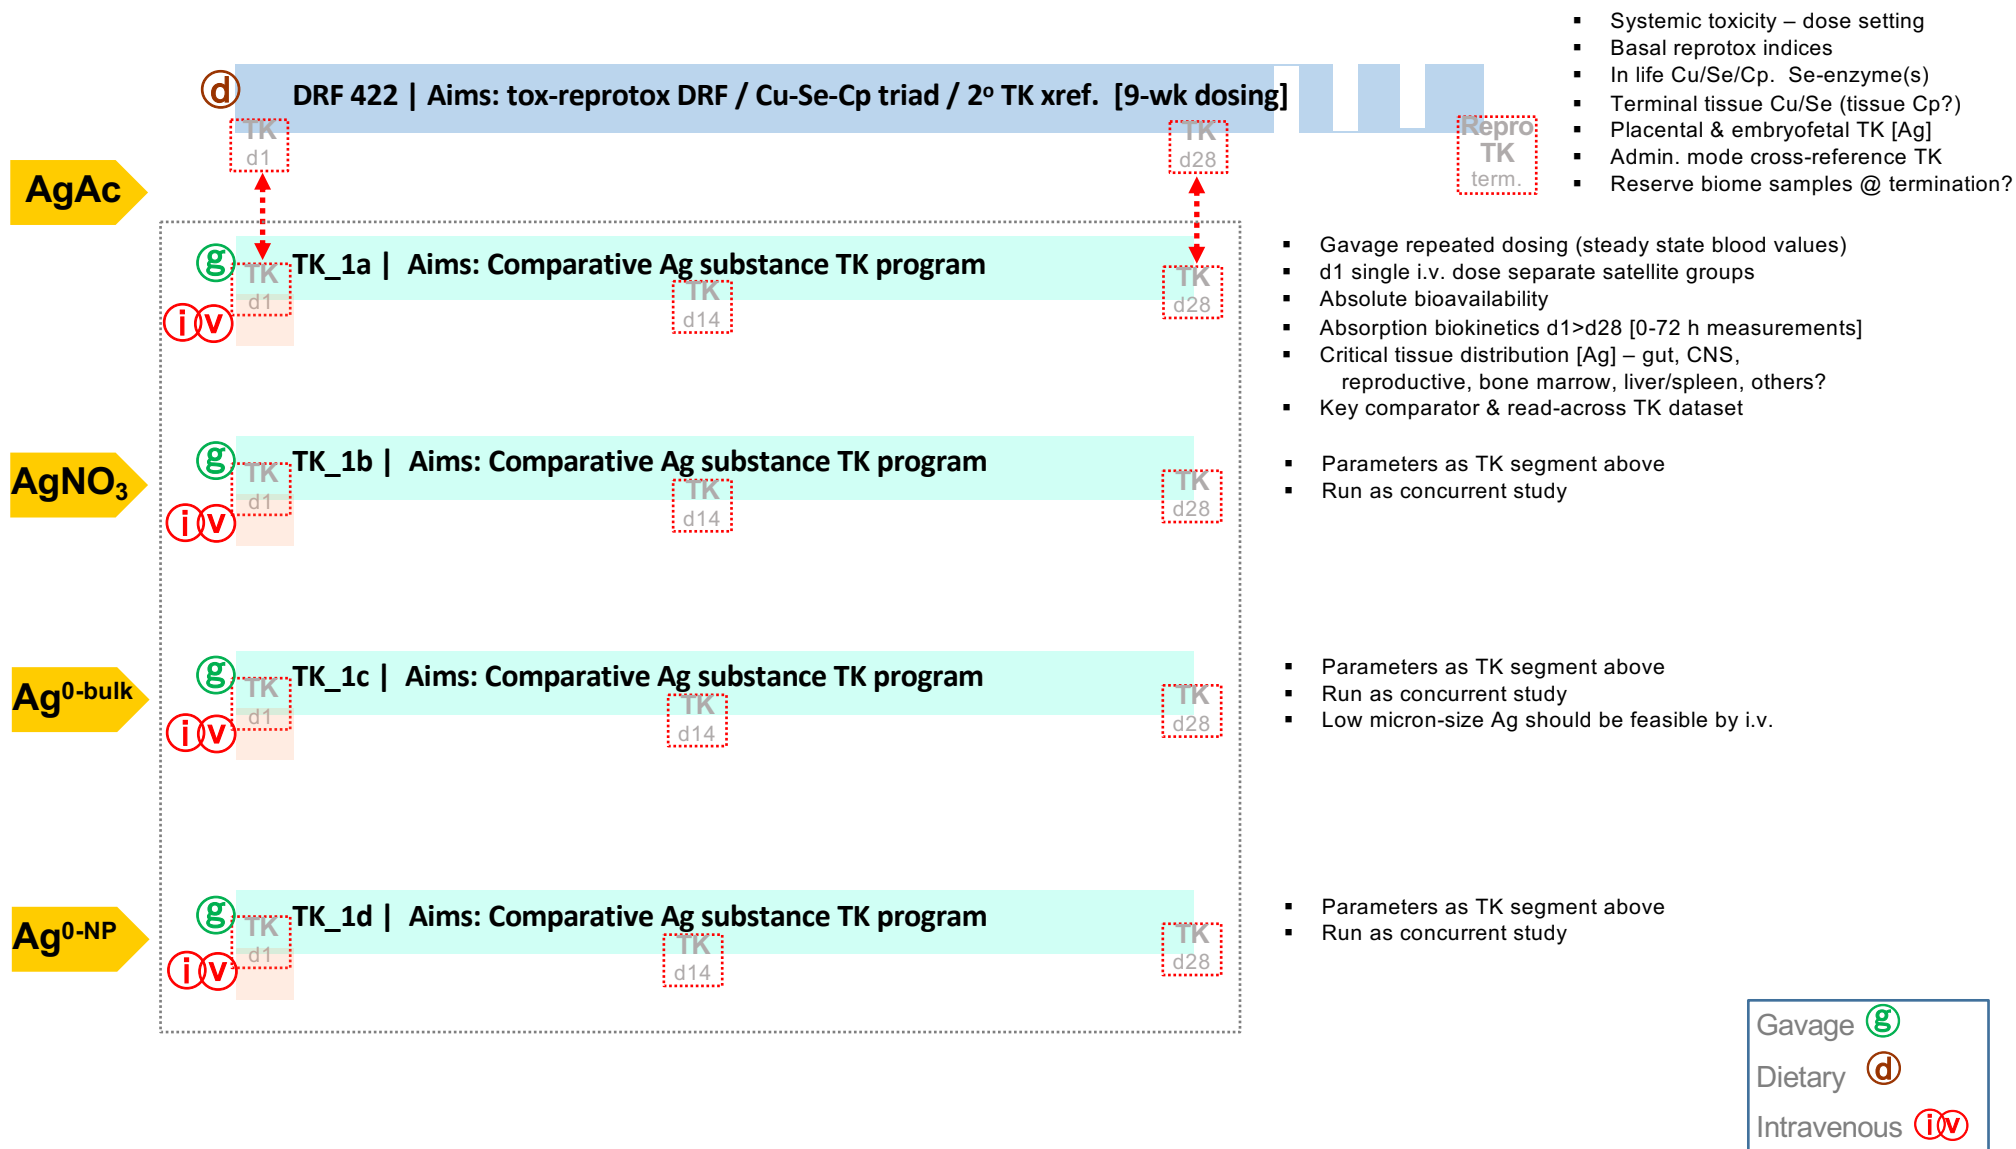 ▪ Systemic toxicity – dose setting
▪ Basal reprotox indices
▪ In life Cu/Se/Cp. Se-enzyme(s)
▪ Terminal tissue Cu/Se (tissue Cp?)
▪ Placental & embryofetal TK [Ag]
▪ Admin. mode cross-reference TK
▪ Reserve biome samples @ termination?
d
DRF 422 | Aims: tox-reprotox DRF / Cu-Se-Cp triad / 2º TK xref. [9-wk dosing]
TK
d1
TK
d28
Repro
TK
term.
AgAc
g
TK_1a | Aims: Comparative Ag substance TK program
TK
d1
iv
TK
d14
TK
d28
▪ Gavage repeated dosing (steady state blood values)
▪ d1 single i.v. dose separate satellite groups
▪ Absolute bioavailability
▪ Absorption biokinetics d1>d28 [0-72 h measurements]
▪ Critical tissue distribution [Ag] – gut, CNS,
reproductive, bone marrow, liver/spleen, others?
▪ Key comparator & read-across TK dataset
AgNO₃
g
TK_1b | Aims: Comparative Ag substance TK program
TK
d1
iv
TK
d14
TK
d28
▪ Parameters as TK segment above
▪ Run as concurrent study
Ag⁰⁻ᵇᵘˡᵏ
g
TK_1c | Aims: Comparative Ag substance TK program
TK
d1
iv
TK
d14
TK
d28
▪ Parameters as TK segment above
▪ Run as concurrent study
▪ Low micron-size Ag should be feasible by i.v.
Ag⁰⁻ᴺᴾ
g
TK_1d | Aims: Comparative Ag substance TK program
TK
d1
iv
TK
d14
TK
d28
▪ Parameters as TK segment above
▪ Run as concurrent study
Gavage g
Dietary d
Intravenous iv